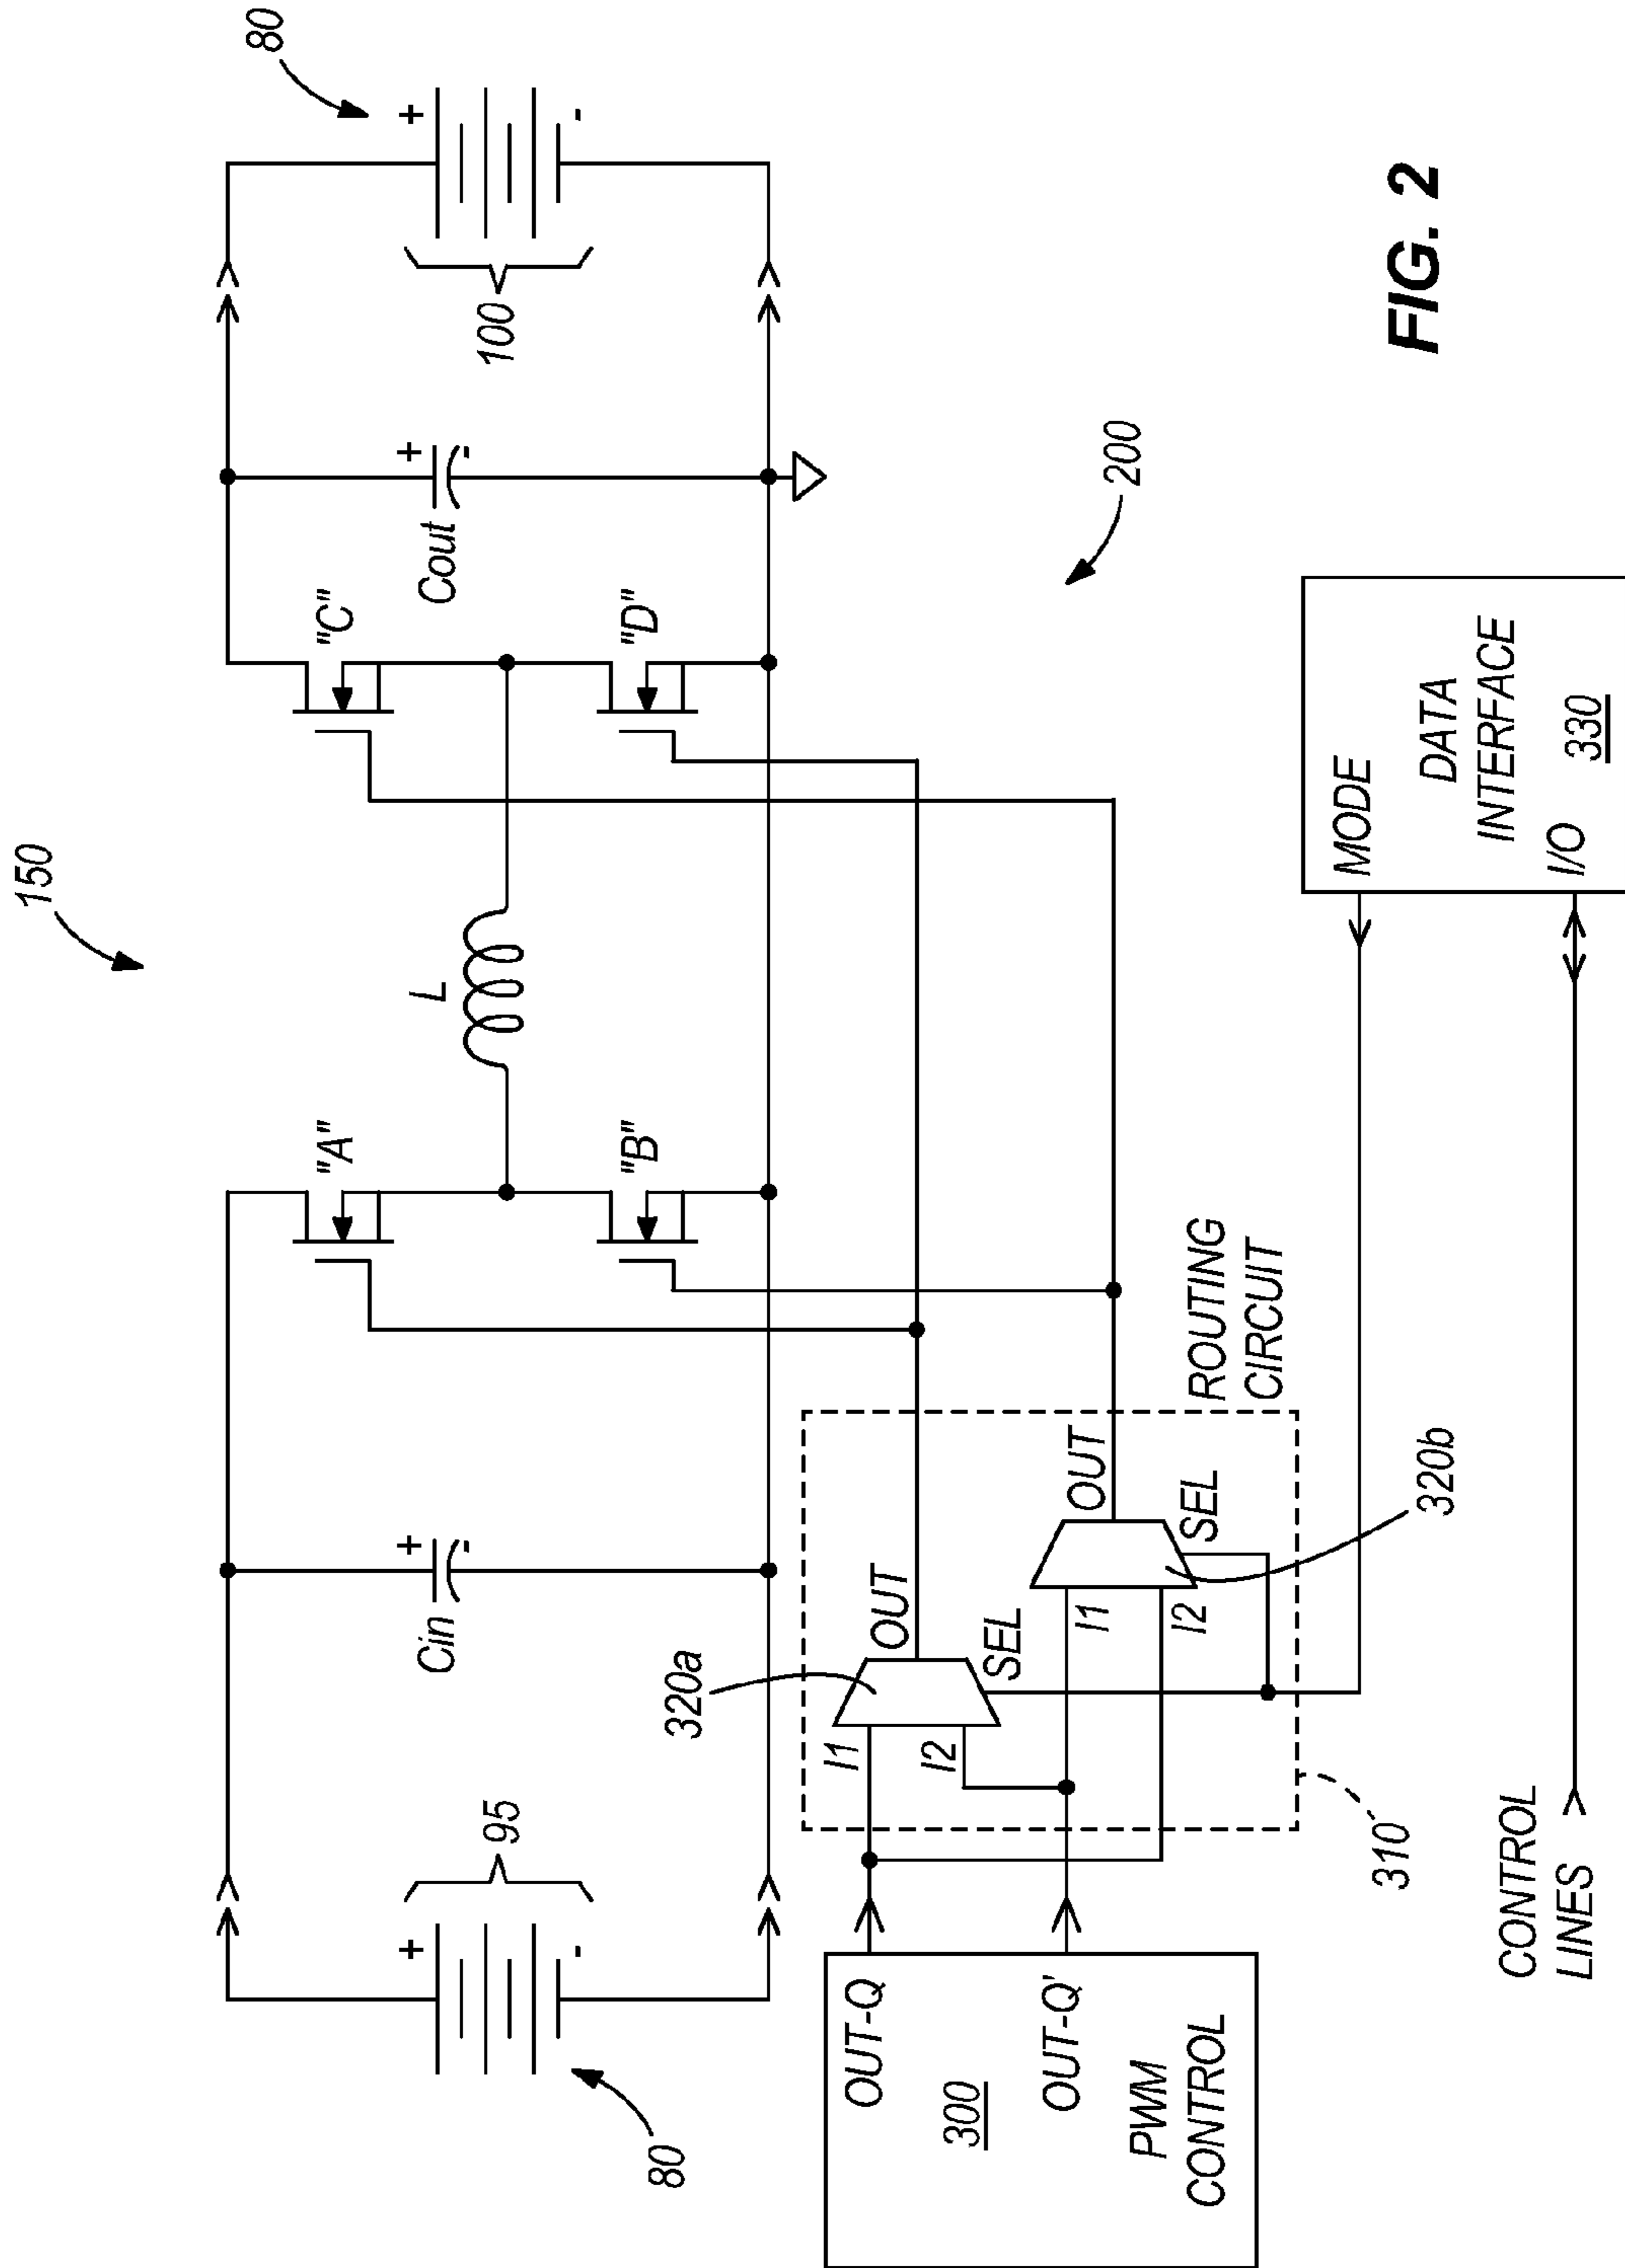 150
80
95
Cin
+
-
"A"
"B"
L
"C"
"D"
Cout
+
-
100
80
+
-
+
-
200
320a
OUT
I1
I2
SEL
OUT
I1
I2
SEL
320b
ROUTING
CIRCUIT
310
OUT-Q
300
OUT-Q'
PWM
CONTROL
MODE
DATA
INTERFACE
I/O
330
CONTROL
LINES
FIG. 2